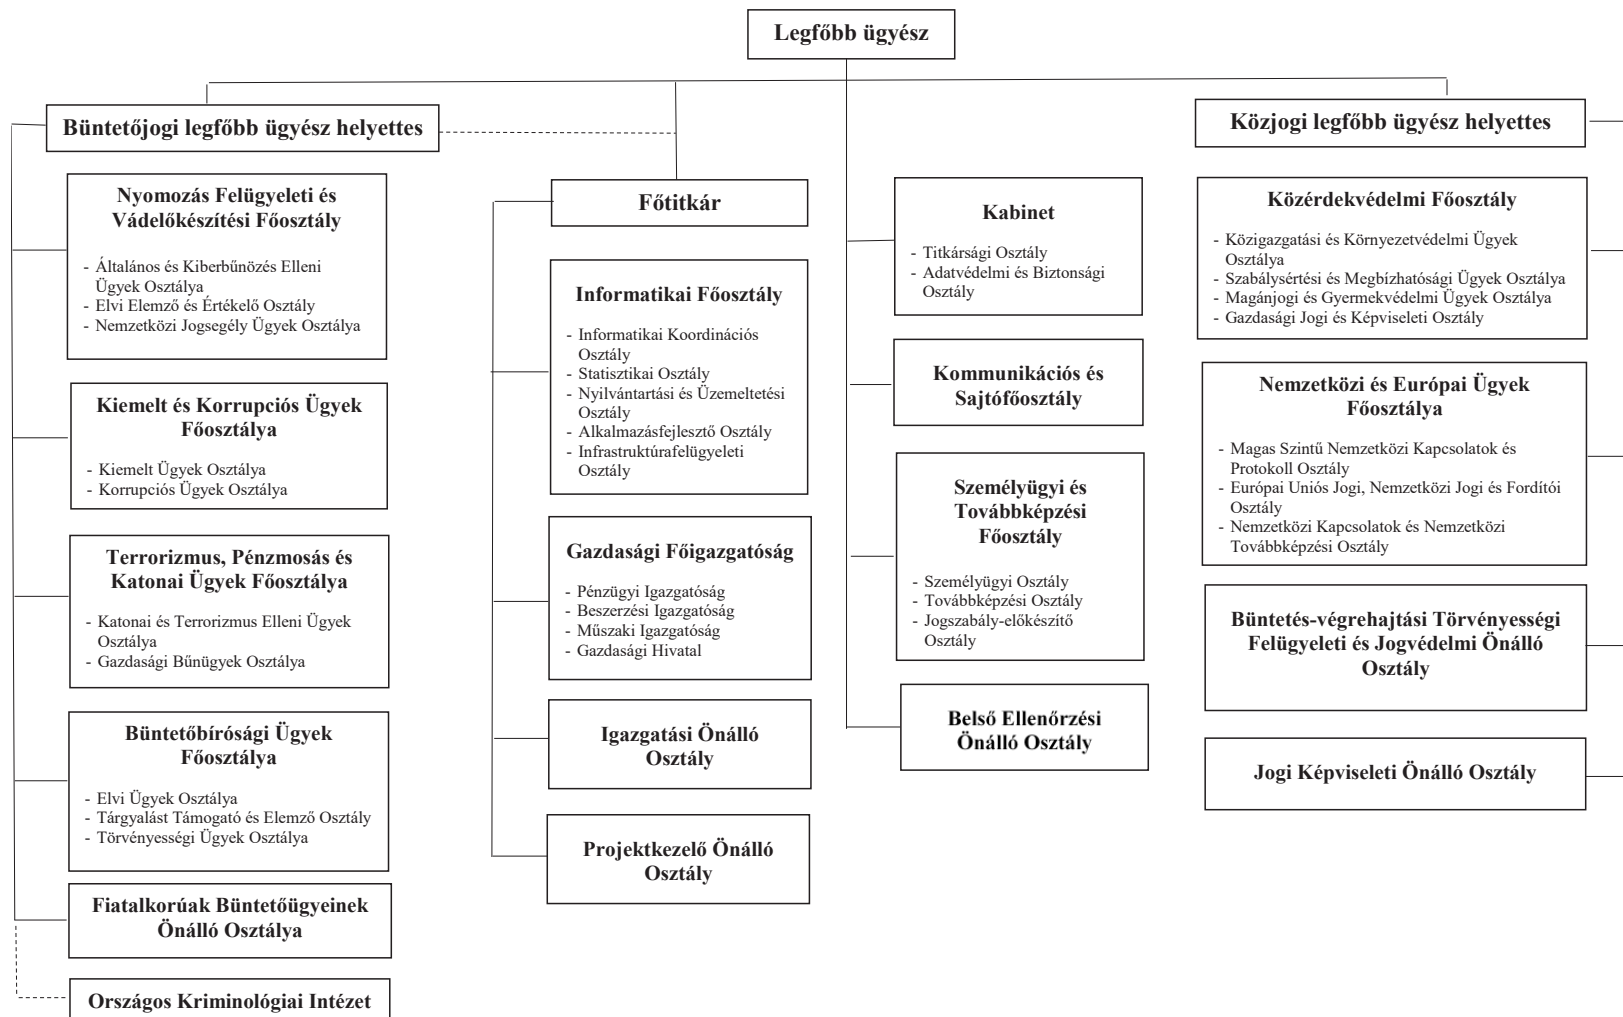 Legfőbb ügyész
Büntetőjogi legfőbb ügyész helyettes
Nyomozás Felügyeleti és
Vádelőkészítési Főosztály
- Általános és Kiberbűnözés Elleni
Ügyek Osztálya
- Elvi Elemző és Értékelő Osztály
- Nemzetközi Jogsegély Ügyek Osztálya
Kiemelt és Korrupciós Ügyek
Főosztálya
- Kiemelt Ügyek Osztálya
- Korrupciós Ügyek Osztálya
Terrorizmus, Pénzmosás és
Katonai Ügyek Főosztálya
- Katonai és Terrorizmus Elleni Ügyek
Osztálya
- Gazdasági Bűnügyek Osztálya
Büntetőbírósági Ügyek
Főosztálya
- Elvi Ügyek Osztálya
- Tárgyalást Támogató és Elemző Osztály
- Törvényességi Ügyek Osztálya
Fiatalkorúak Büntetőügyeinek
Önálló Osztálya
Országos Kriminológiai Intézet
Főtitkár
Informatikai Főosztály
- Informatikai Koordinációs
Osztály
- Statisztikai Osztály
- Nyilvántartási és Üzemeltetési
Osztály
- Alkalmazásfejlesztő Osztály
- Infrastruktúrafelügyeleti
Osztály
Gazdasági Főigazgatóság
- Pénzügyi Igazgatóság
- Beszerzési Igazgatóság
- Műszaki Igazgatóság
- Gazdasági Hivatal
Igazgatási Önálló
Osztály
Projektkezelő Önálló
Osztály
Kabinet
- Titkársági Osztály
- Adatvédelmi és Biztonsági
Osztály
Kommunikációs és
Sajtófőosztály
Személyügyi és
Továbbképzési
Főosztály
- Személyügyi Osztály
- Továbbképzési Osztály
- Jogszabály-előkészítő
Osztály
Belső Ellenőrzési
Önálló Osztály
Közjogi legfőbb ügyész helyettes
Közérdekvédelmi Főosztály
- Közigazgatási és Környezetvédelmi Ügyek
Osztálya
- Szabálysértési és Megbízhatósági Ügyek Osztálya
- Magánjogi és Gyermekvédelmi Ügyek Osztálya
- Gazdasági Jogi és Képviseleti Osztály
Nemzetközi és Európai Ügyek
Főosztálya
- Magas Szintű Nemzetközi Kapcsolatok és
Protokoll Osztály
- Európai Uniós Jogi, Nemzetközi Jogi és Fordítói
Osztály
- Nemzetközi Kapcsolatok és Nemzetközi
Továbbképzési Osztály
Büntetés-végrehajtási Törvényességi
Felügyeleti és Jogvédelmi Önálló
Osztály
Jogi Képviseleti Önálló Osztály